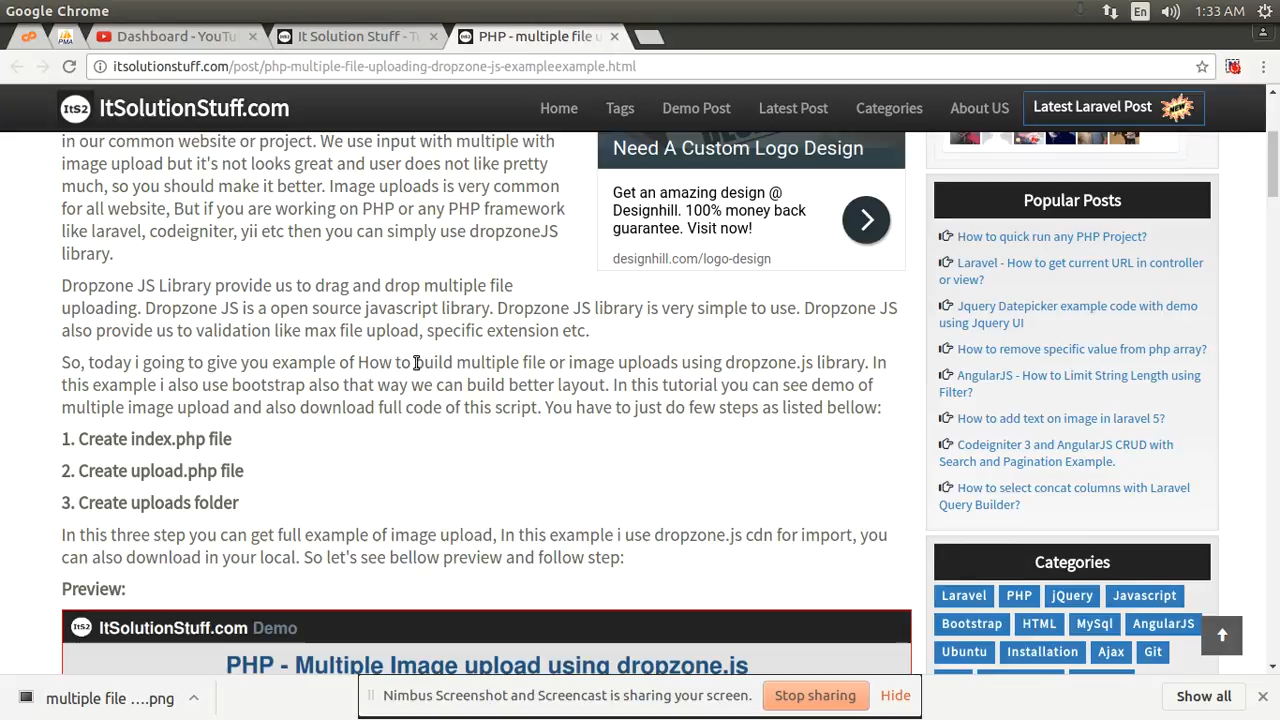 Google Chrome
En
1:33 AM
PMA
Dashboard - YouTu
It Solution Stuff - Tu
PHP - multiple file u
itsolutionstuff.com/post/php-multiple-file-uploading-dropzone-js-exampleexample.html
ItS2
ItSolutionStuff.com
Home
Tags
Demo Post
Latest Post
Categories
About US
Latest Laravel Post
NEW
in our common website or project. We use input with multiple with
image upload but it's not looks great and user does not like pretty
much, so you should make it better. Image uploads is very common
for all website, But if you are working on PHP or any PHP framework
like laravel, codeigniter, yii etc then you can simply use dropzoneJS
library.
Need A Custom Logo Design
Get an amazing design @
Designhill. 100% money back
guarantee. Visit now!
designhill.com/logo-design
Dropzone JS Library provide us to drag and drop multiple file
uploading. Dropzone JS is a open source javascript library. Dropzone JS library is very simple to use. Dropzone JS
also provide us to validation like max file upload, specific extension etc.
So, today i going to give you example of How to build multiple file or image uploads using dropzone.js library. In
this example i also use bootstrap also that way we can build better layout. In this tutorial you can see demo of
multiple image upload and also download full code of this script. You have to just do few steps as listed bellow:
1. Create index.php file
2. Create upload.php file
3. Create uploads folder
In this three step you can get full example of image upload, In this example i use dropzone.js cdn for import, you
can also download in your local. So let's see bellow preview and follow step:
Preview:
ItS2
ItSolutionStuff.com Demo
PHP - Multiple Image upload using dropzone.js
Popular Posts
How to quick run any PHP Project?
Laravel - How to get current URL in controller
or view?
Jquery Datepicker example code with demo
using Jquery UI
How to remove specific value from php array?
AngularJS - How to Limit String Length using
Filter?
How to add text on image in laravel 5?
Codeigniter 3 and AngularJS CRUD with
Search and Pagination Example.
How to select concat columns with Laravel
Query Builder?
Categories
Laravel
PHP
jQuery
Javascript
Bootstrap
HTML
MySql
AngularJS
Ubuntu
Installation
Ajax
Git
multiple file ....png
Nimbus Screenshot and Screencast is sharing your screen.
Stop sharing
Hide
Show all